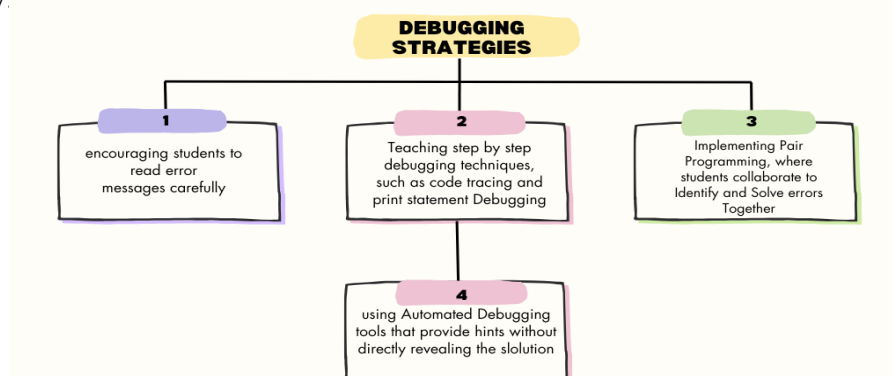 DEBUGGING
STRATEGIES
1
encouraging students to
read error
messages carefully
2
Teaching step by step
debugging techniques,
such as code tracing and
print statement Debugging
3
Implementing Pair
Programming, where
students collaborate to
Identify and Solve errors
Together
4
using Automated Debugging
tools that provide hints without
directly revealing the slolution